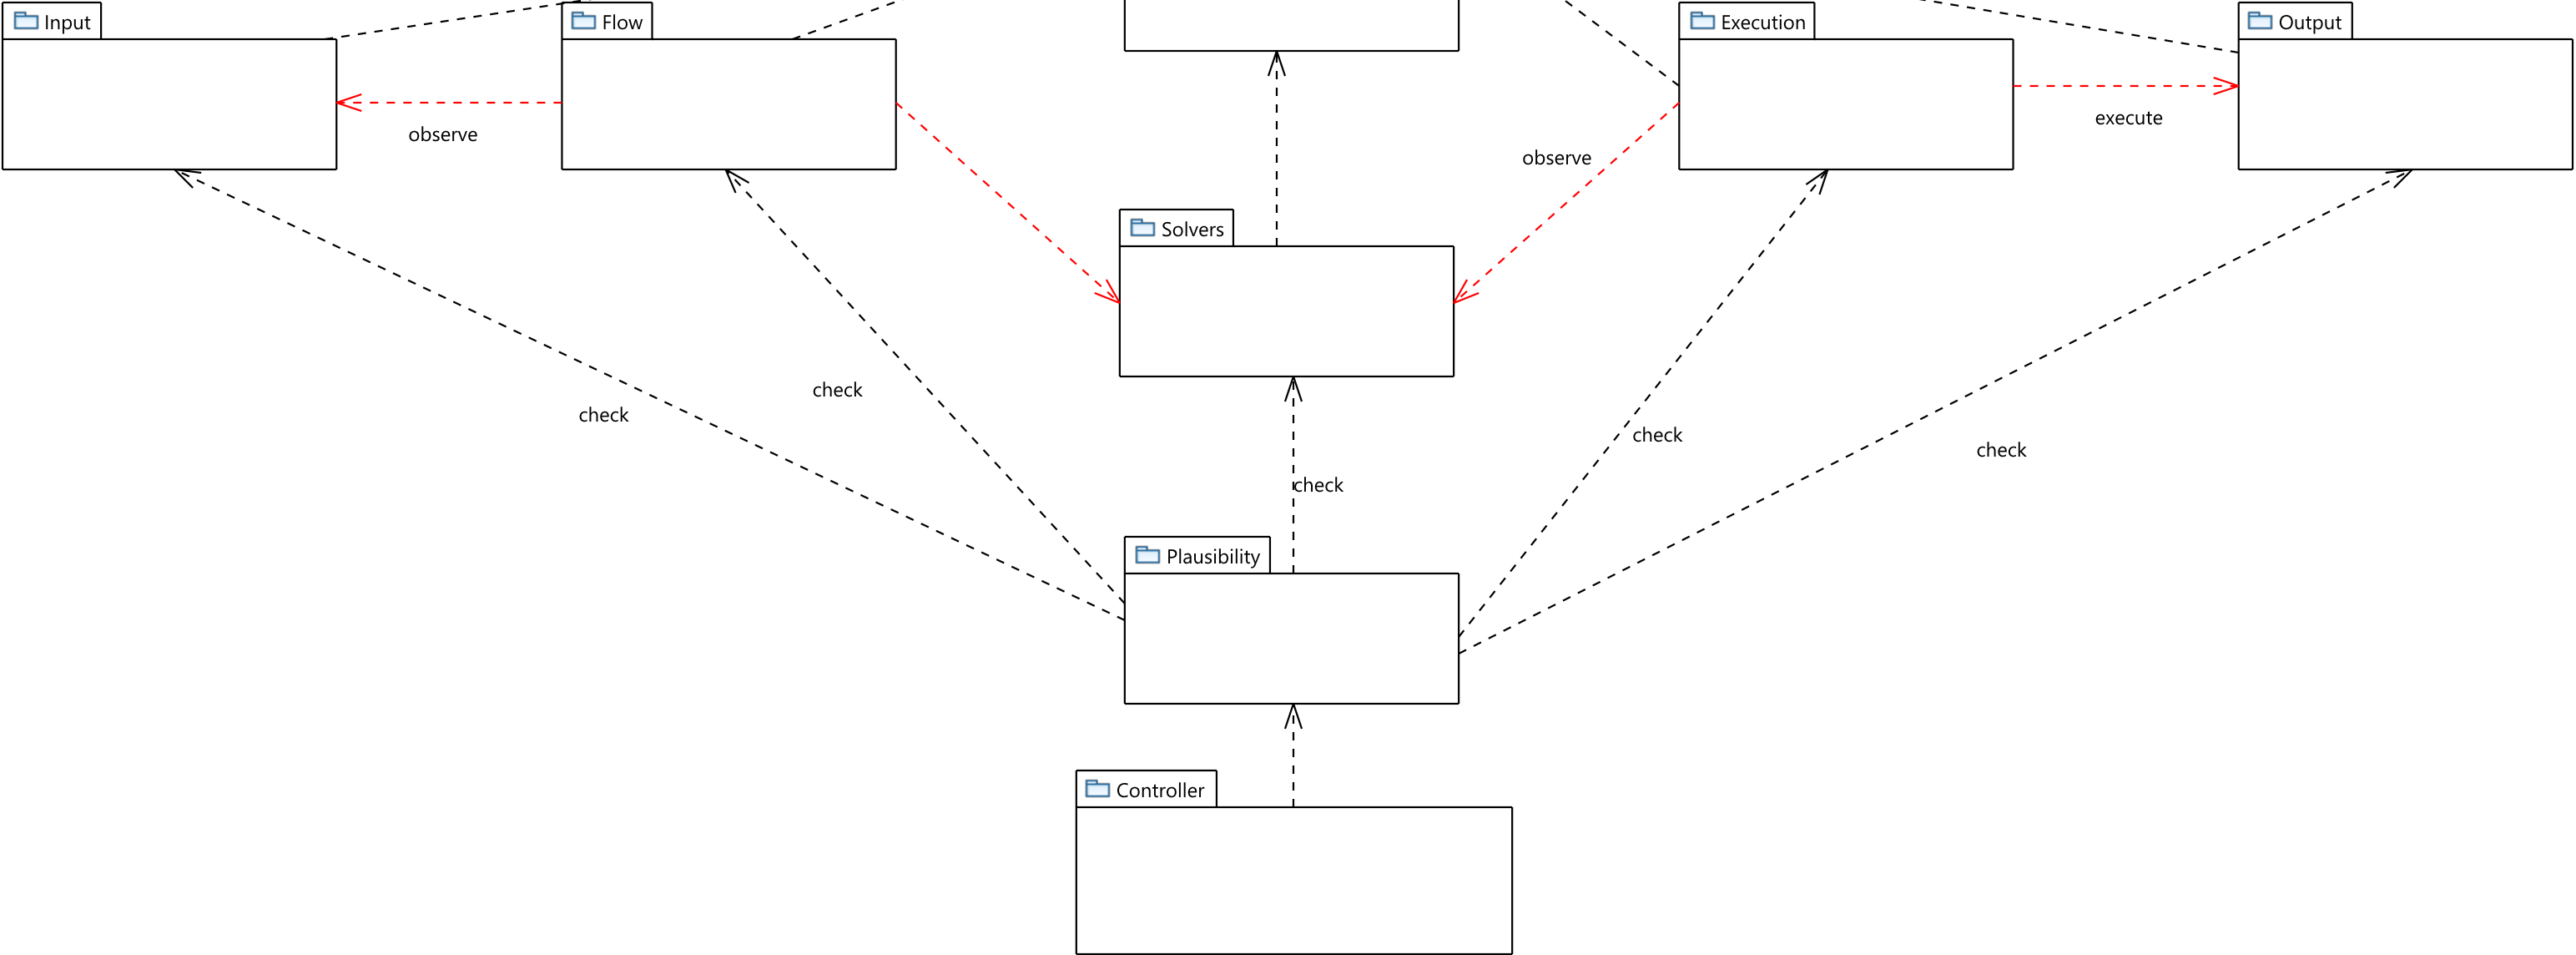 Input
Flow
Execution
Output
observe
execute
observe
Solvers
check
check
check
check
check
Plausibility
Controller